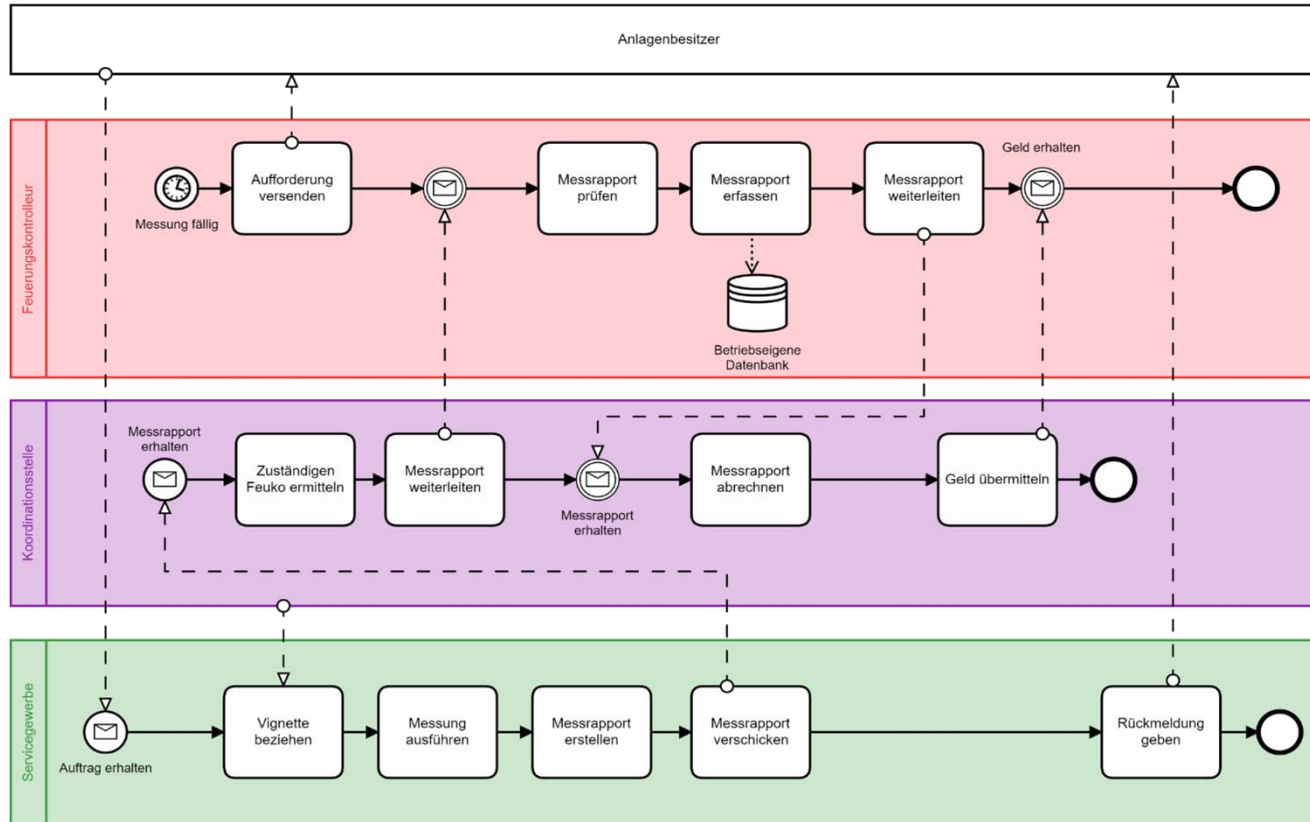 Anlagenbesitzer
Feuerungskontrolleur
Messung fällig
Aufforderung
versenden
Messrapport
prüfen
Messrapport
erfassen
Messrapport
weiterleiten
Geld erhalten
Betriebseigene
Datenbank
Koordinationsstelle
Messrapport
erhalten
Zuständigen
Feuko ermitteln
Messrapport
weiterleiten
Messrapport
erhalten
Messrapport
abrechnen
Geld übermitteln
Servicegewerbe
Auftrag erhalten
Vignette
beziehen
Messung
ausführen
Messrapport
erstellen
Messrapport
verschicken
Rückmeldung
geben